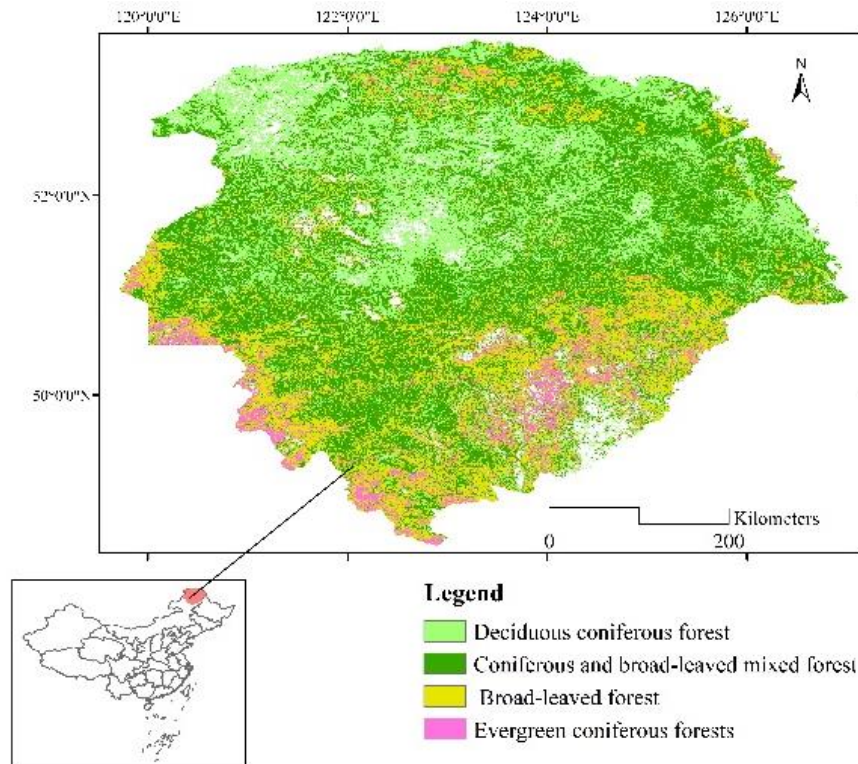 120°0'0"E 122°0'0"E 124°0'0"E 126°0'0"E
N
52°0'0"N
50°0'0"N
Kilometers
0 200
Legend
Deciduous coniferous forest
Coniferous and broad-leaved mixed forest
Broad-leaved forest
Evergreen coniferous forests